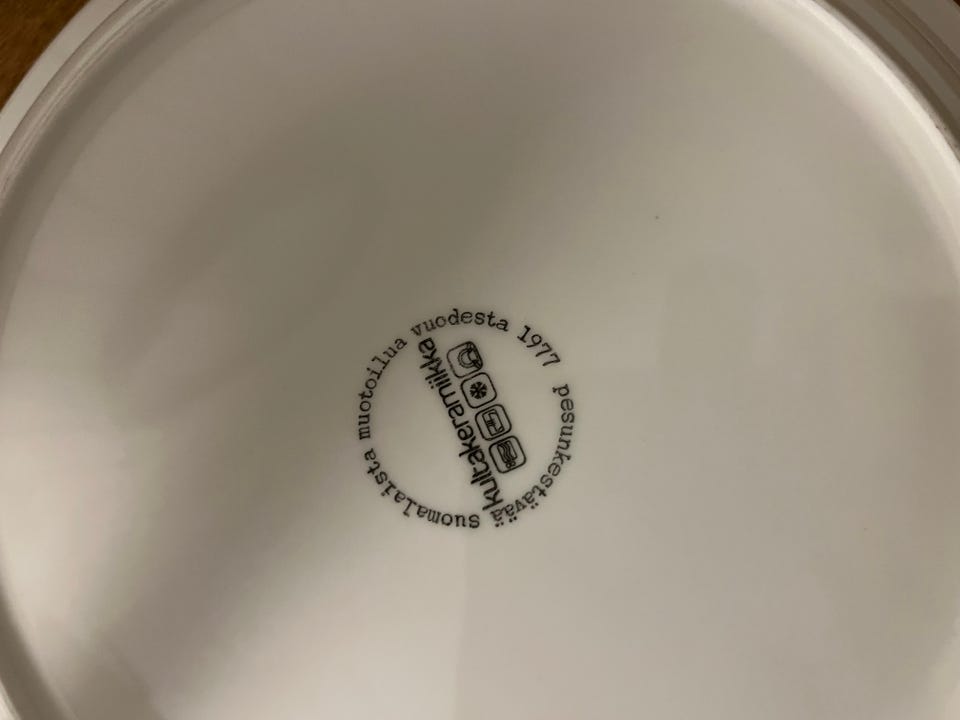 suomalaista muotoilua vuodesta 1977 pesunkestävää
kultakeramiikka